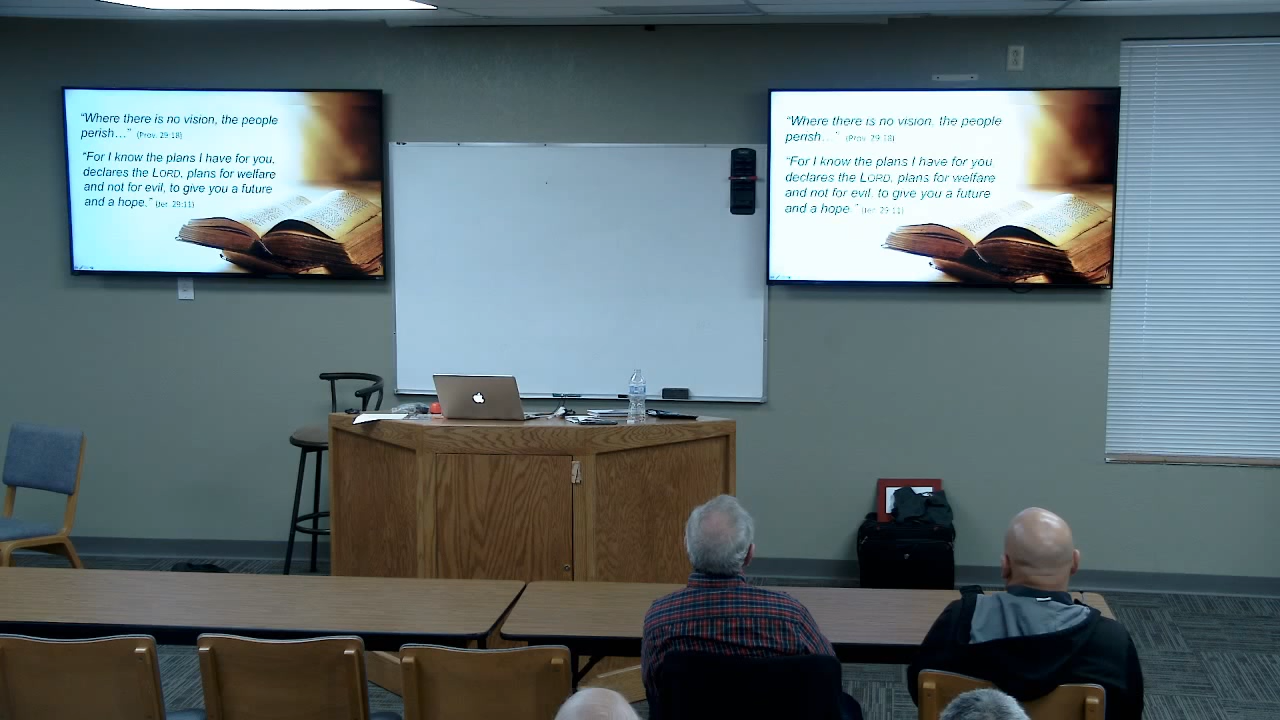 “Where there is no vision, the people
perish…” (Prov. 29:18)
“For I know the plans I have for you,
declares the LORD, plans for welfare
and not for evil, to give you a future
and a hope.” (Jer. 29:11)
“Where there is no vision, the people
perish…” (Prov. 29:18)
“For I know the plans I have for you,
declares the LORD, plans for welfare
and not for evil, to give you a future
and a hope.” (Jer. 29:11)